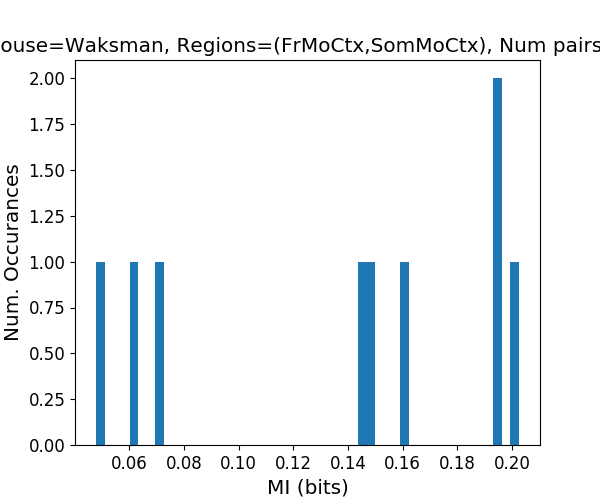 ouse=Waksman, Regions=(FrMoCtx,SomMoCtx), Num pairs
2.00
1.75
1.50
1.25
1.00
0.75
0.50
0.25
0.00
Num. Occurances
0.06 0.08 0.10 0.12 0.14 0.16 0.18 0.20
MI (bits)